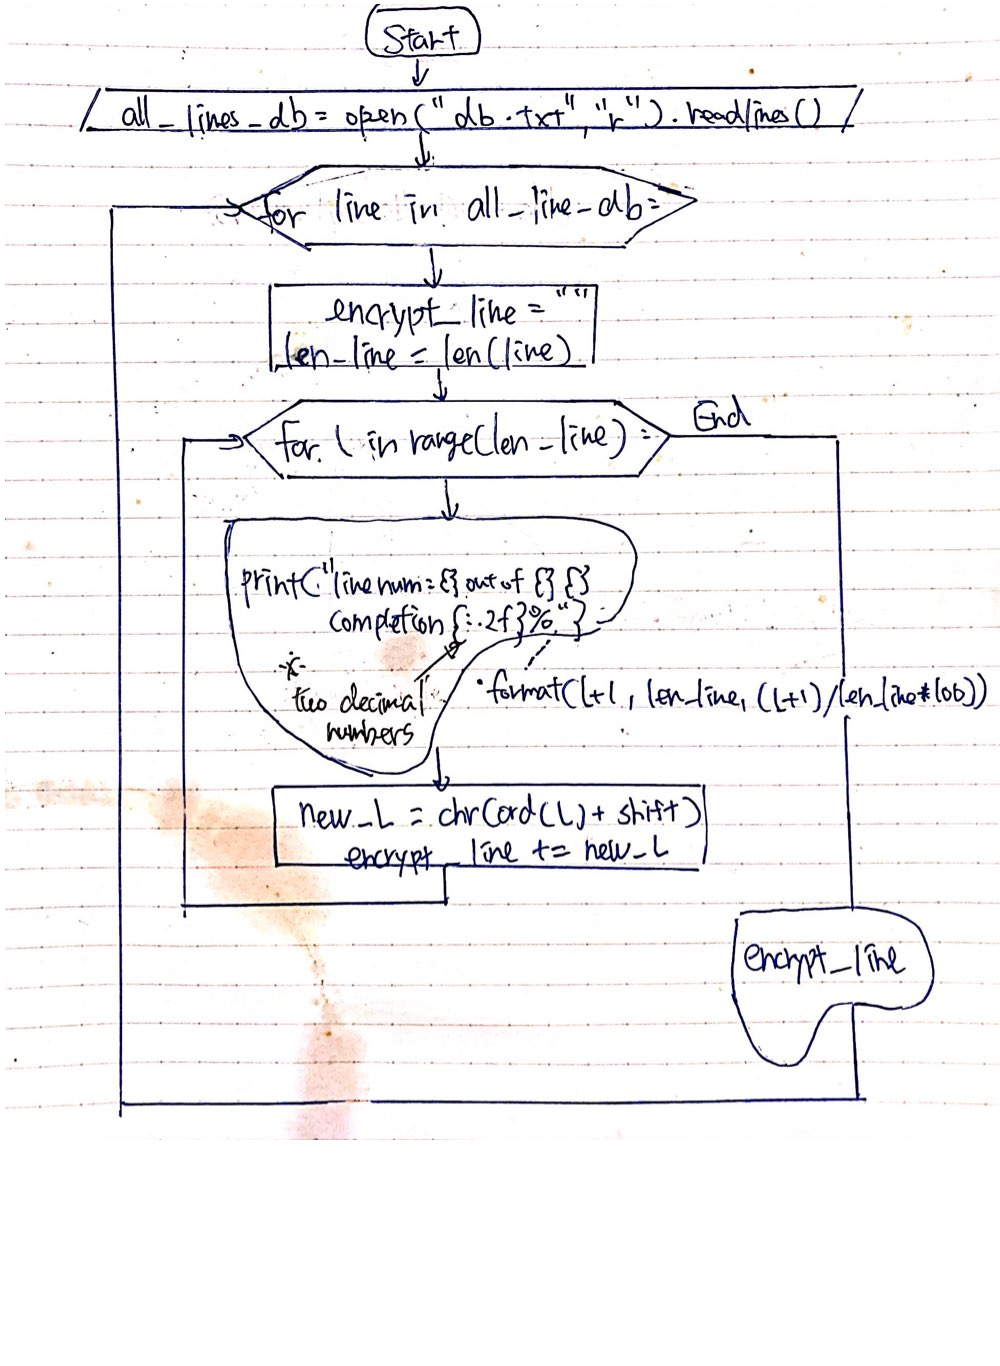 Start
all_lines_db = open("db.txt", "r").readlines()
for line in all_line_db:
encrypt_line = ""
len_line = len(line)
for l in range(len_line):
End
print("line num={} out of {} {}
completion {:.2f}%"}
*
two decimal
numbers
.format(l+1, len_line, (l+1)/len_line*100))
new_L = chr(ord(L) + shift)
encrypt_line += new_L
encrypt_line